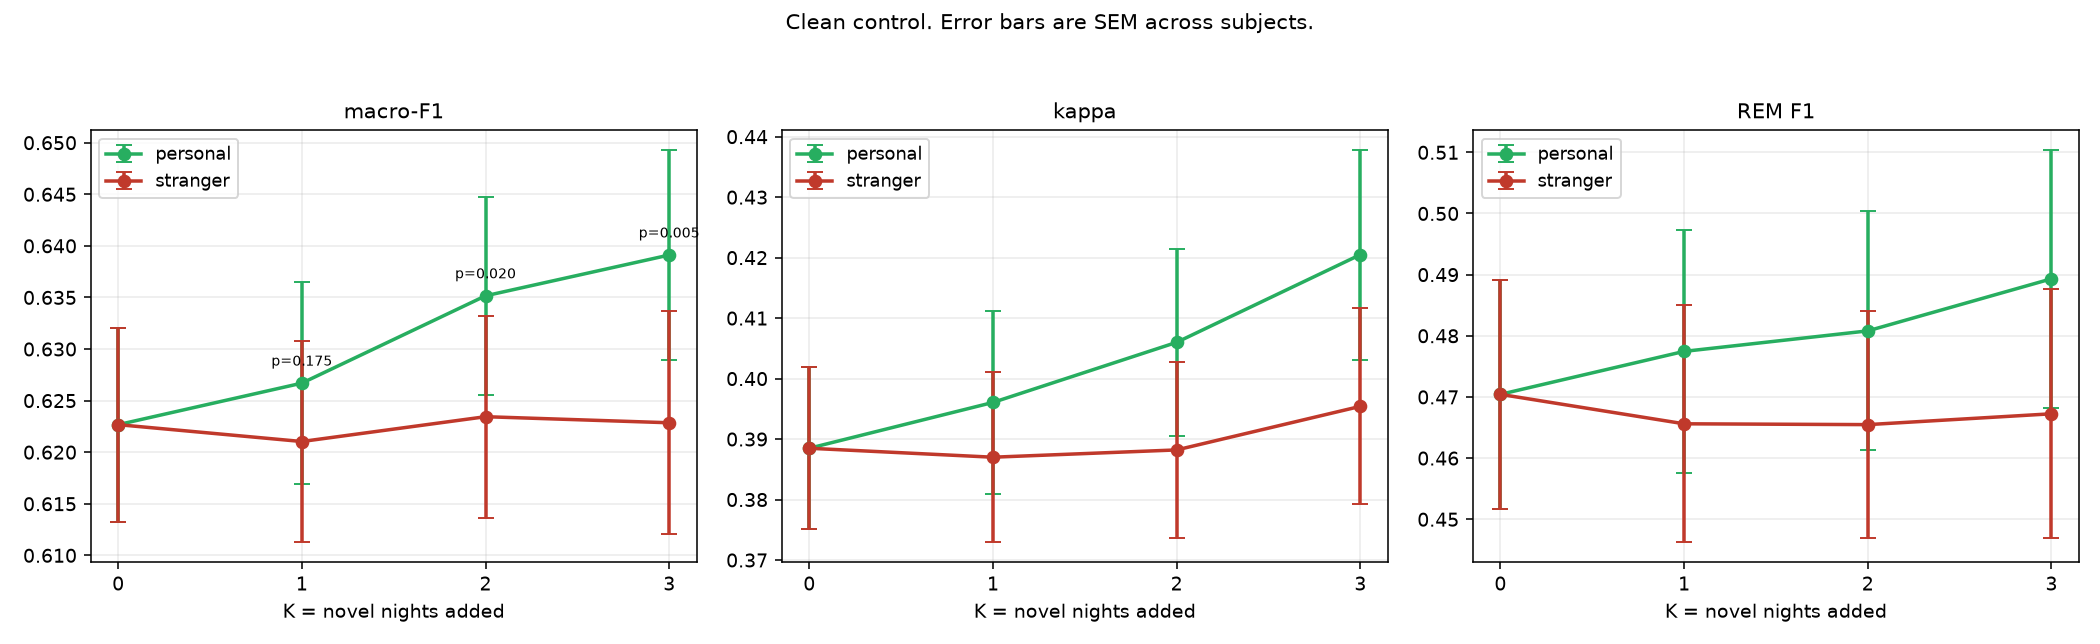 Clean control. Error bars are SEM across subjects.
macro-F1
personal
stranger
0.650
0.645
0.640
0.635
0.630
0.625
0.620
0.615
0.610
p=0.175
p=0.020
p=0.005
0 1 2 3
K = novel nights added
kappa
personal
stranger
0.44
0.43
0.42
0.41
0.40
0.39
0.38
0.37
0 1 2 3
K = novel nights added
REM F1
personal
stranger
0.51
0.50
0.49
0.48
0.47
0.46
0.45
0 1 2 3
K = novel nights added